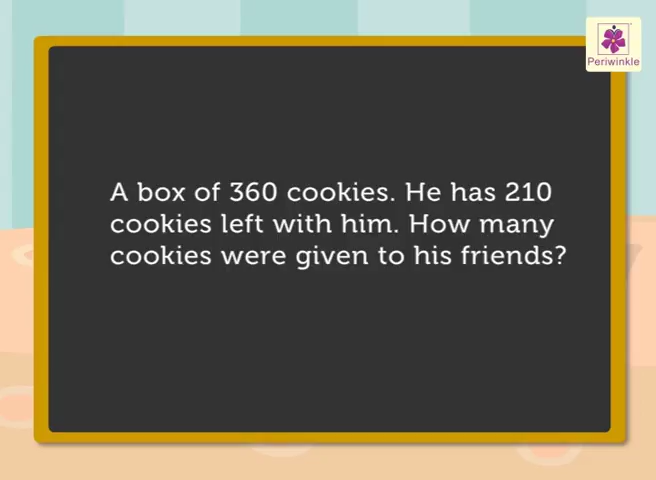 Periwinkle
A box of 360 cookies. He has 210
cookies left with him. How many
cookies were given to his friends?